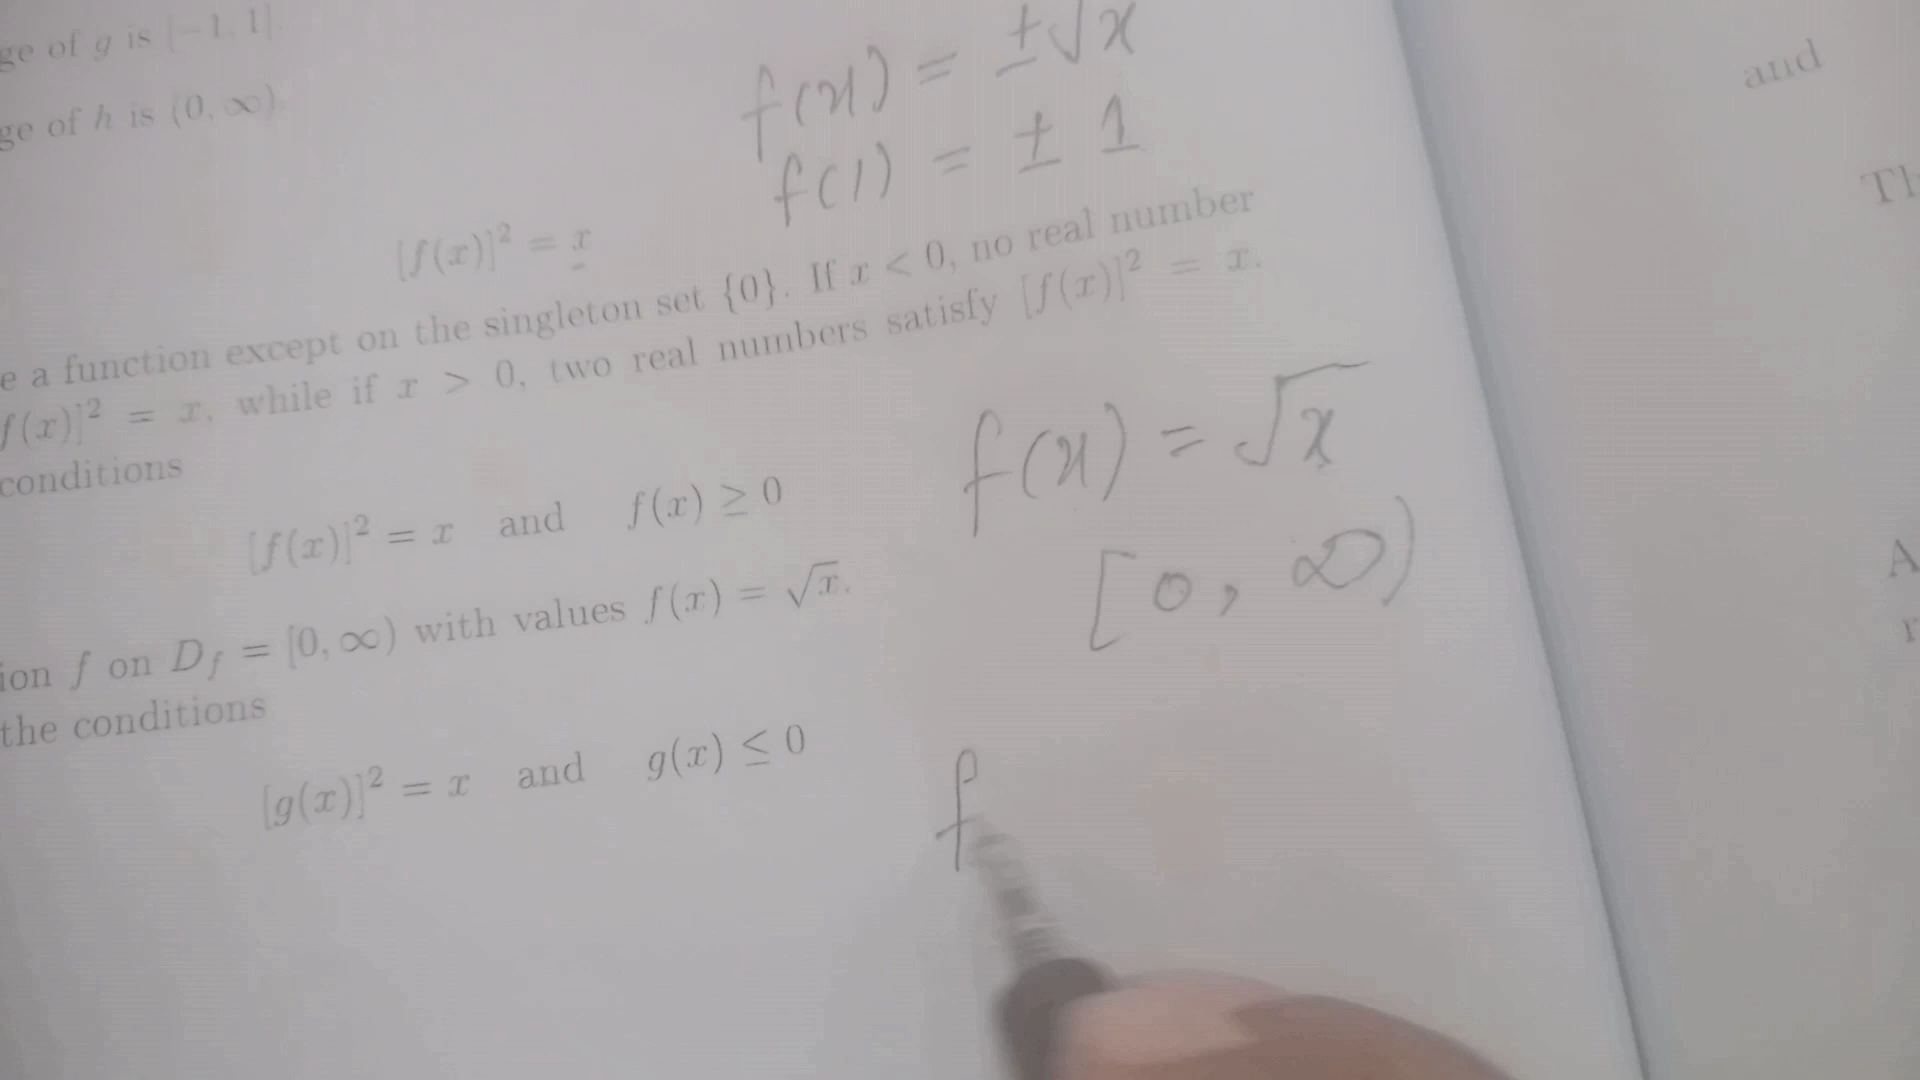 ge of g is [−1, 1].
ge of h is (0, ∞).
f(x) = ±√x
f(1) = ± 1
[f(x)]² = x
e a function except on the singleton set {0}. If x < 0, no real number
f(x)]² = x, while if x > 0, two real numbers satisfy [f(x)]² = x.
conditions
[f(x)]² = x and f(x) ≥ 0
f(x) = √x
[0, ∞)
ion f on D_f = [0, ∞) with values f(x) = √x.
the conditions
[g(x)]² = x and g(x) ≤ 0
f
and
Th
A
r